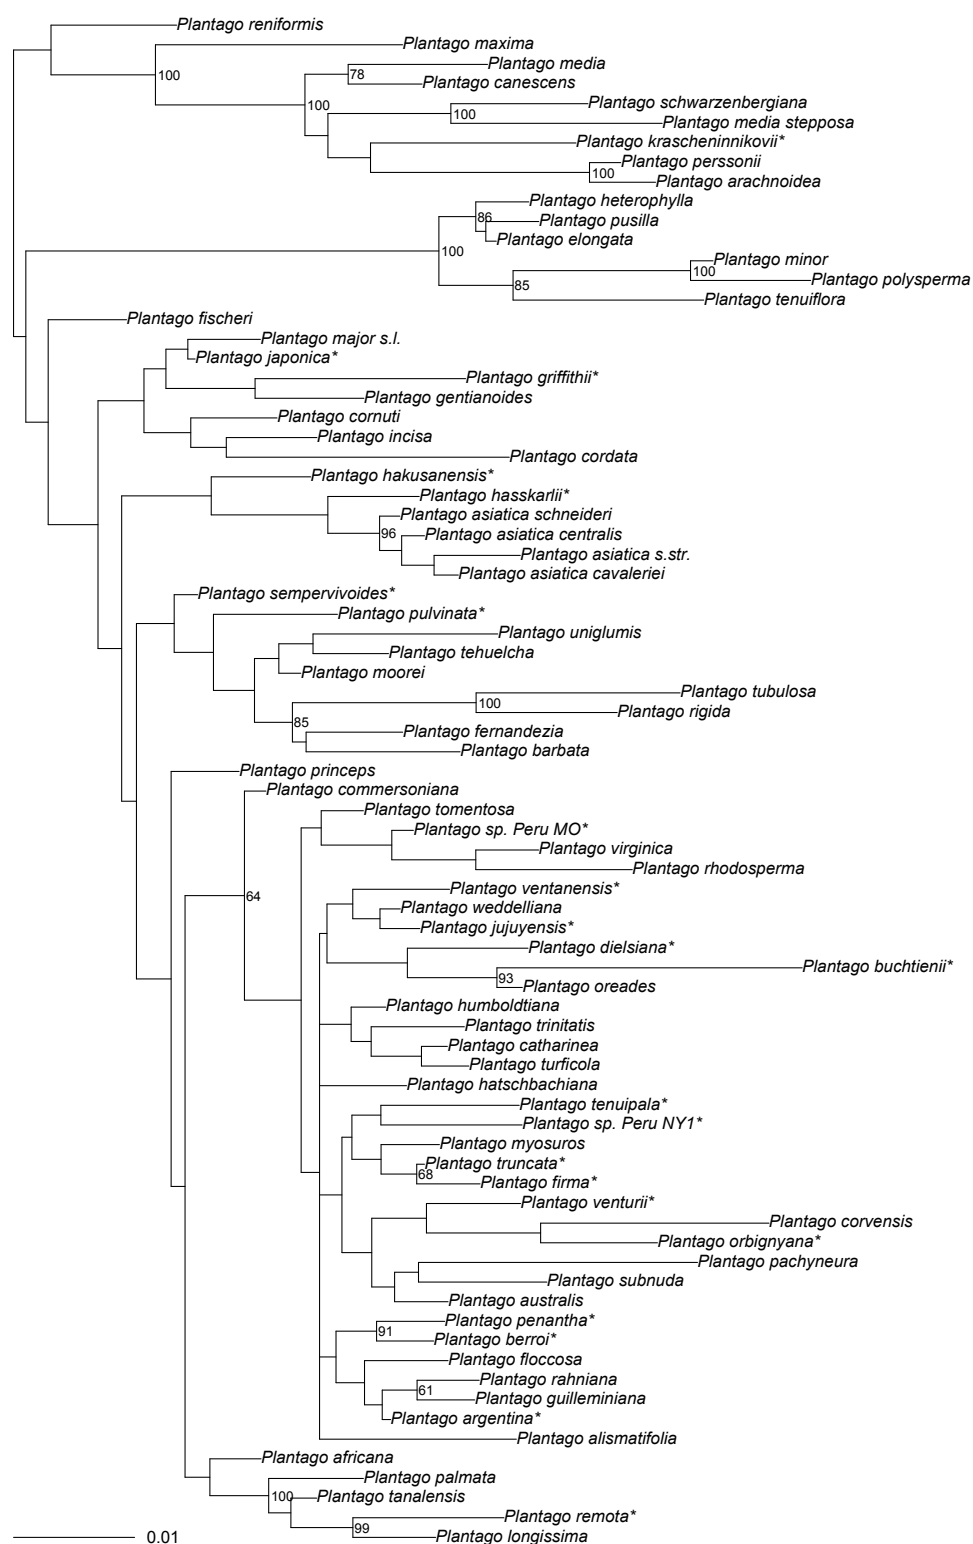 Plantago reniformis
Plantago maxima
100
Plantago media
78
Plantago canescens
100
Plantago schwarzenbergiana
100
Plantago media stepposa
Plantago krascheninnikovii*
Plantago perssonii
100
Plantago arachnoidea
Plantago heterophylla
86
Plantago pusilla
Plantago elongata
100
Plantago minor
100
Plantago polysperma
85
Plantago tenuiflora
Plantago fischeri
Plantago major s.l.
Plantago japonica*
Plantago griffithii*
Plantago gentianoides
Plantago cornuti
Plantago incisa
Plantago cordata
Plantago hakusanensis*
Plantago hasskarlii*
Plantago asiatica schneideri
96
Plantago asiatica centralis
Plantago asiatica s.str.
Plantago asiatica cavaleriei
Plantago sempervivoides*
Plantago pulvinata*
Plantago uniglumis
Plantago tehuelcha
Plantago moorei
Plantago tubulosa
100
Plantago rigida
85
Plantago fernandezia
Plantago barbata
Plantago princeps
Plantago commersoniana
Plantago tomentosa
Plantago sp. Peru MO*
Plantago virginica
Plantago rhodosperma
64
Plantago ventanensis*
Plantago weddelliana
Plantago jujuyensis*
Plantago dielsiana*
Plantago buchtienii*
93
Plantago oreades
Plantago humboldtiana
Plantago trinitatis
Plantago catharinea
Plantago turficola
Plantago hatschbachiana
Plantago tenuipala*
Plantago sp. Peru NY1*
Plantago myosuros
Plantago truncata*
68
Plantago firma*
Plantago venturii*
Plantago corvensis
Plantago orbignyana*
Plantago pachyneura
Plantago subnuda
Plantago australis
Plantago penantha*
91
Plantago berroi*
Plantago floccosa
Plantago rahniana
61
Plantago guilleminiana
Plantago argentina*
Plantago alismatifolia
Plantago africana
Plantago palmata
100
Plantago tanalensis
Plantago remota*
99
Plantago longissima
0.01